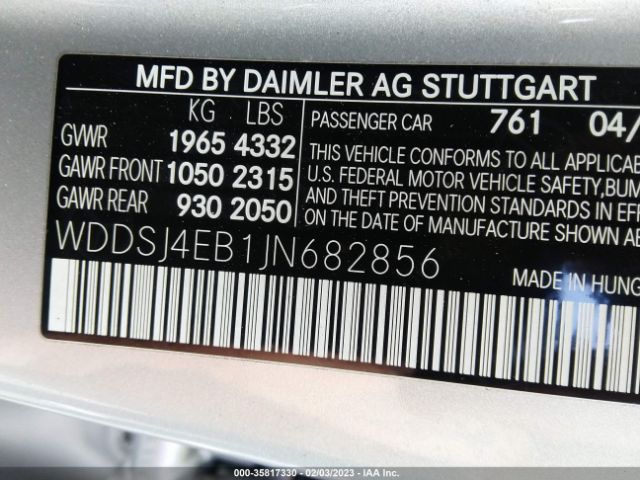 MFD BY DAIMLER AG STUTTGART
KG LBS
GVWR 1965 4332
GAWR FRONT 1050 2315
GAWR REAR 930 2050
PASSENGER CAR 761 04/
THIS VEHICLE CONFORMS TO ALL APPLICAB
U.S. FEDERAL MOTOR VEHICLE SAFETY, BUM
AND THEFT PREVENTION STANDARDS IN EFF
ON THE DATE OF MANUFACTURE SHOWN AB
WDDSJ4EB1JN682856
MADE IN HUNG
000-35817330 - 02/03/2023 - IAA Inc.